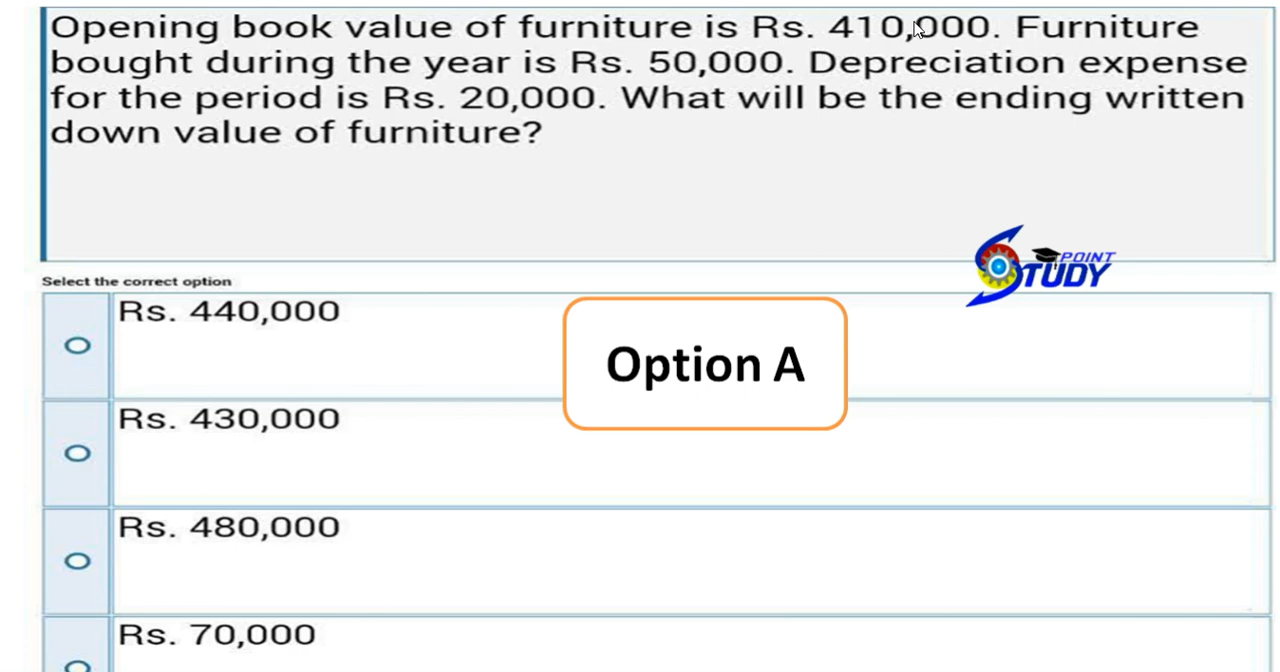 Opening book value of furniture is Rs. 410,000. Furniture
bought during the year is Rs. 50,000. Depreciation expense
for the period is Rs. 20,000. What will be the ending written
down value of furniture?
POINT
STUDY
Select the correct option
Rs. 440,000
Option A
Rs. 430,000
Rs. 480,000
Rs. 70,000